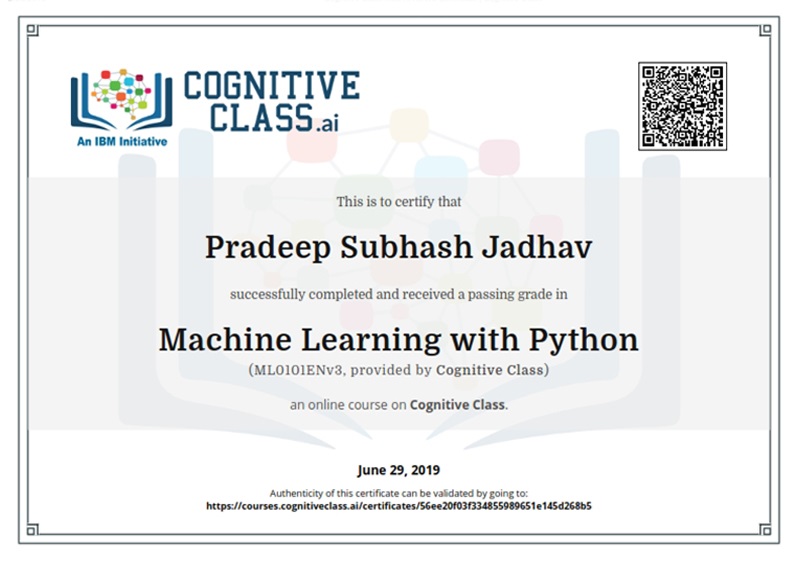 COGNITIVE
CLASS.ai
An IBM Initiative
This is to certify that
Pradeep Subhash Jadhav
successfully completed and received a passing grade in
Machine Learning with Python
(ML0101ENv3, provided by Cognitive Class)
an online course on Cognitive Class.
June 29, 2019
Authenticity of this certificate can be validated by going to:
https://courses.cognitiveclass.ai/certificates/56ee20f03f334855989651e145d268b5